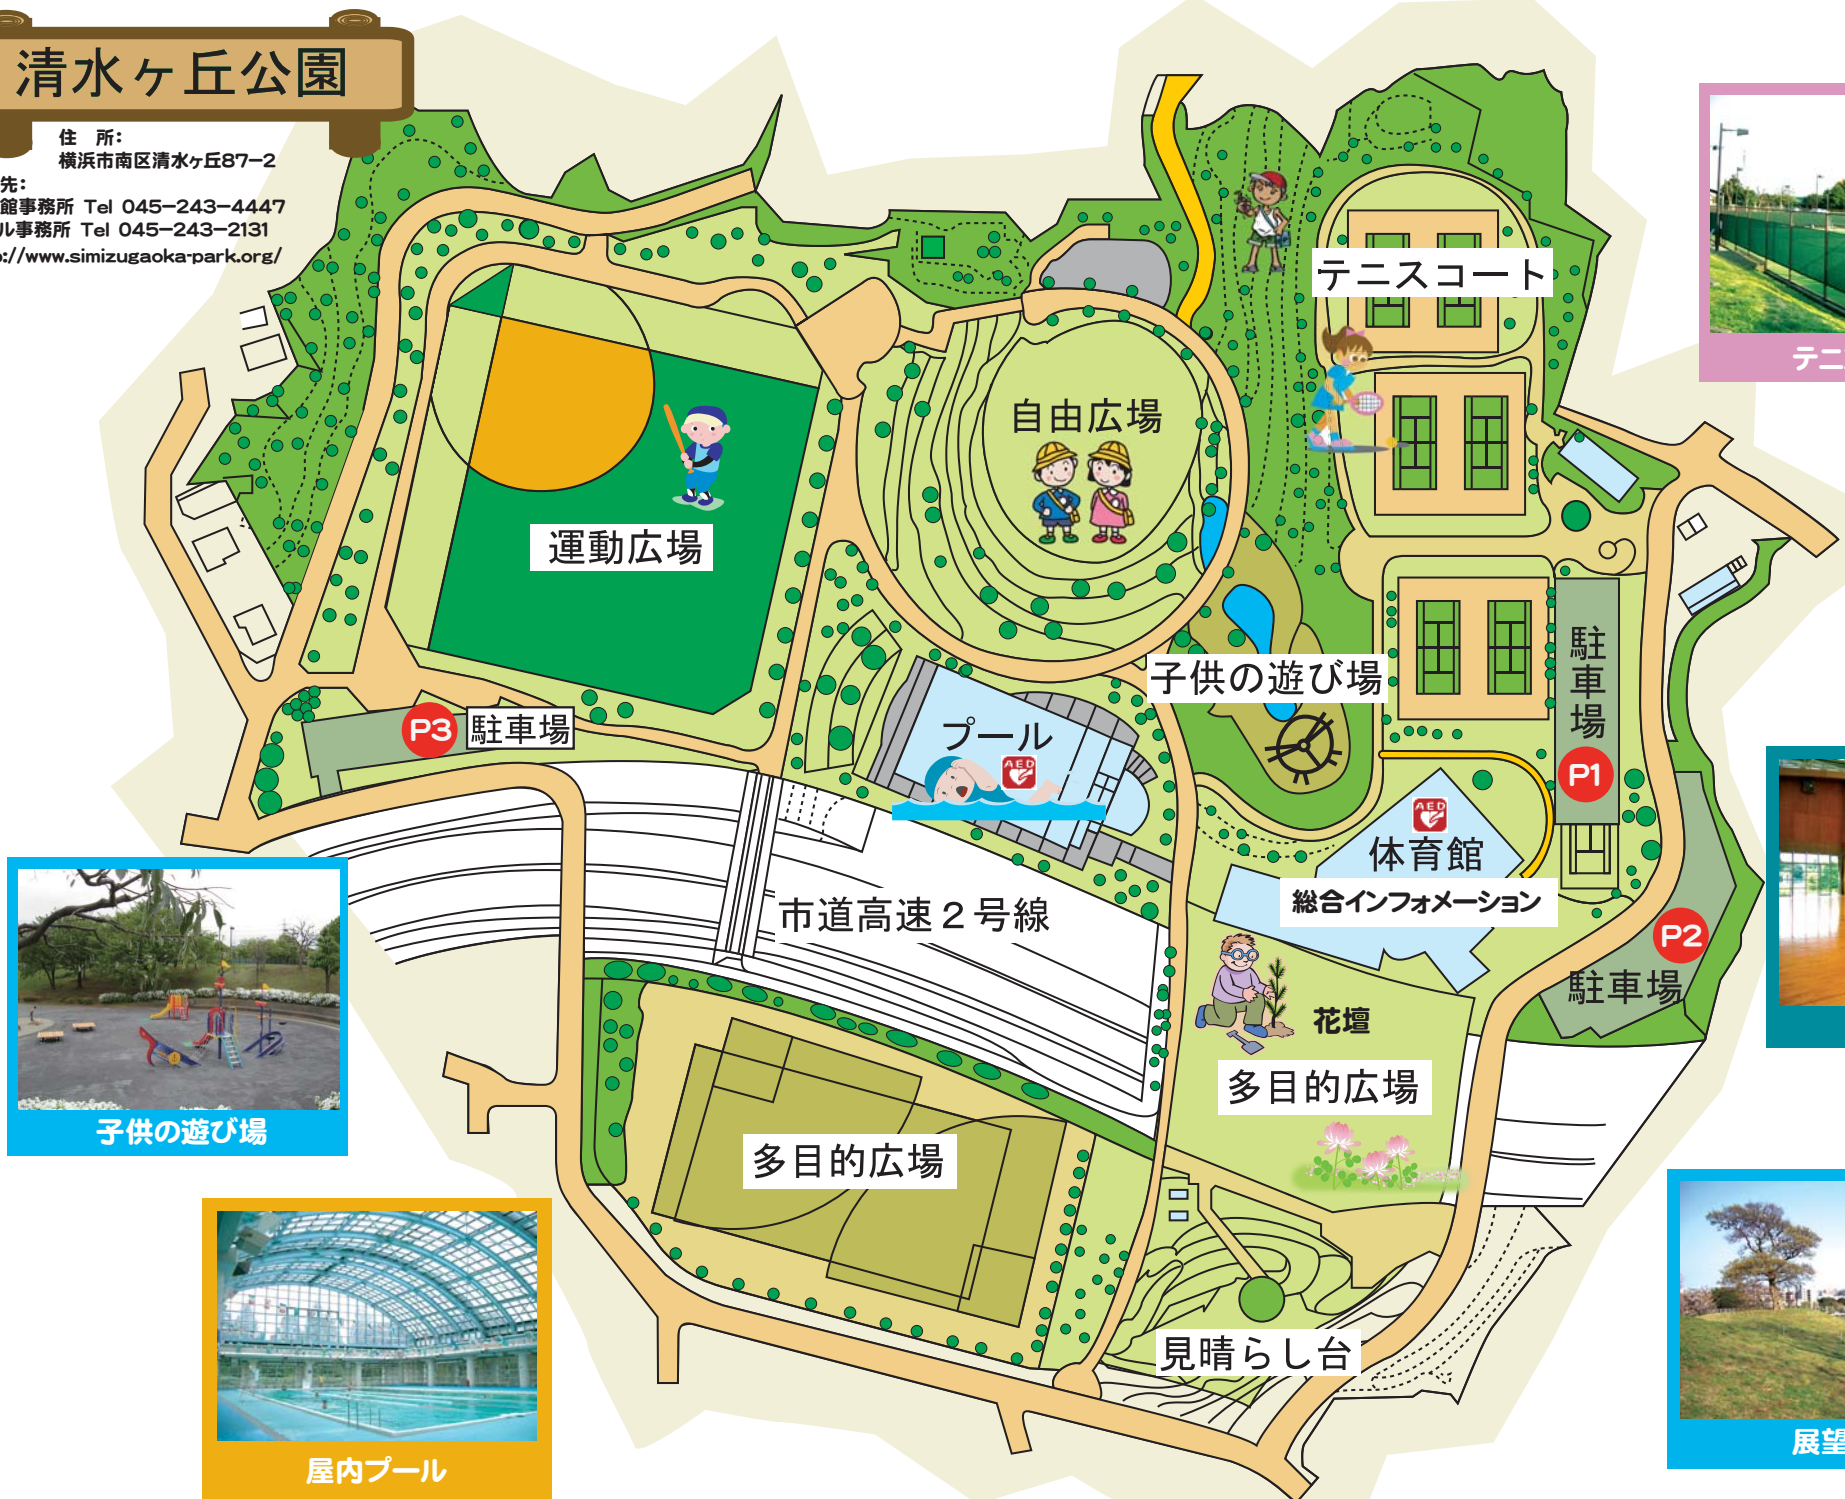 清水ヶ丘公園
住 所:
横浜市南区清水ヶ丘87-2
先:
館事務所 Tel 045-243-4447
ル事務所 Tel 045-243-2131
://www.simizugaoka-park.org/
テニスコート
テニ
自由広場
運動広場
子供の遊び場
駐車場
P1
P3 駐車場
プール
AED
AED
体育館
総合インフォメーション
市道高速2号線
P2
駐車場
花壇
多目的広場
子供の遊び場
多目的広場
見晴らし台
屋内プール
展望